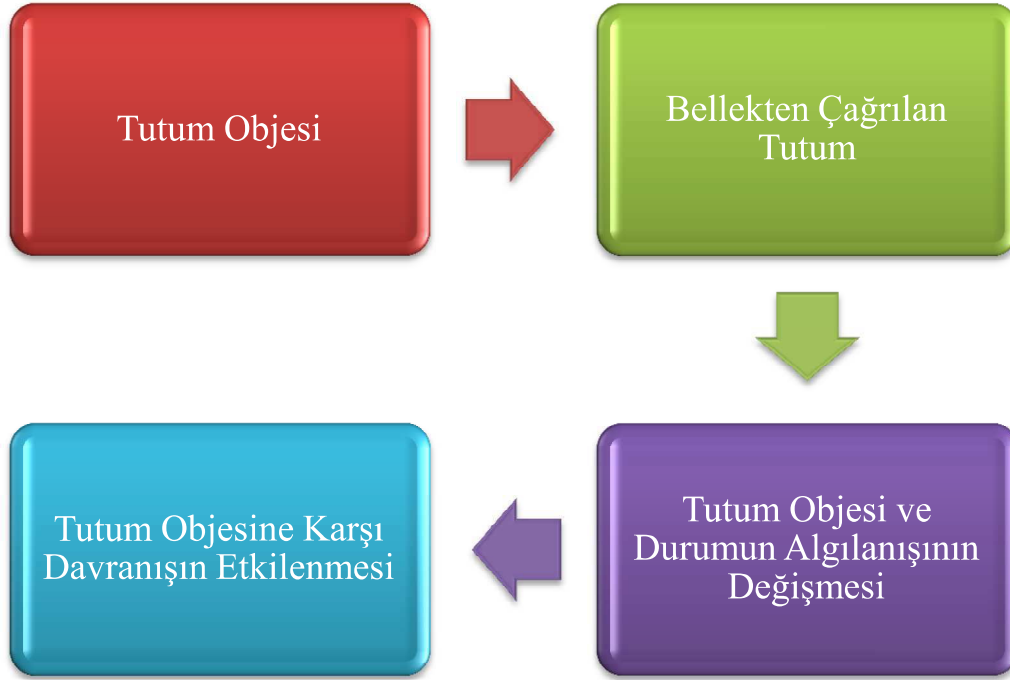 Tutum Objesi
Bellekten Çağrılan
Tutum
Tutum Objesi ve
Durumun Algılanışının
Değişmesi
Tutum Objesine Karşı
Davranışın Etkilenmesi